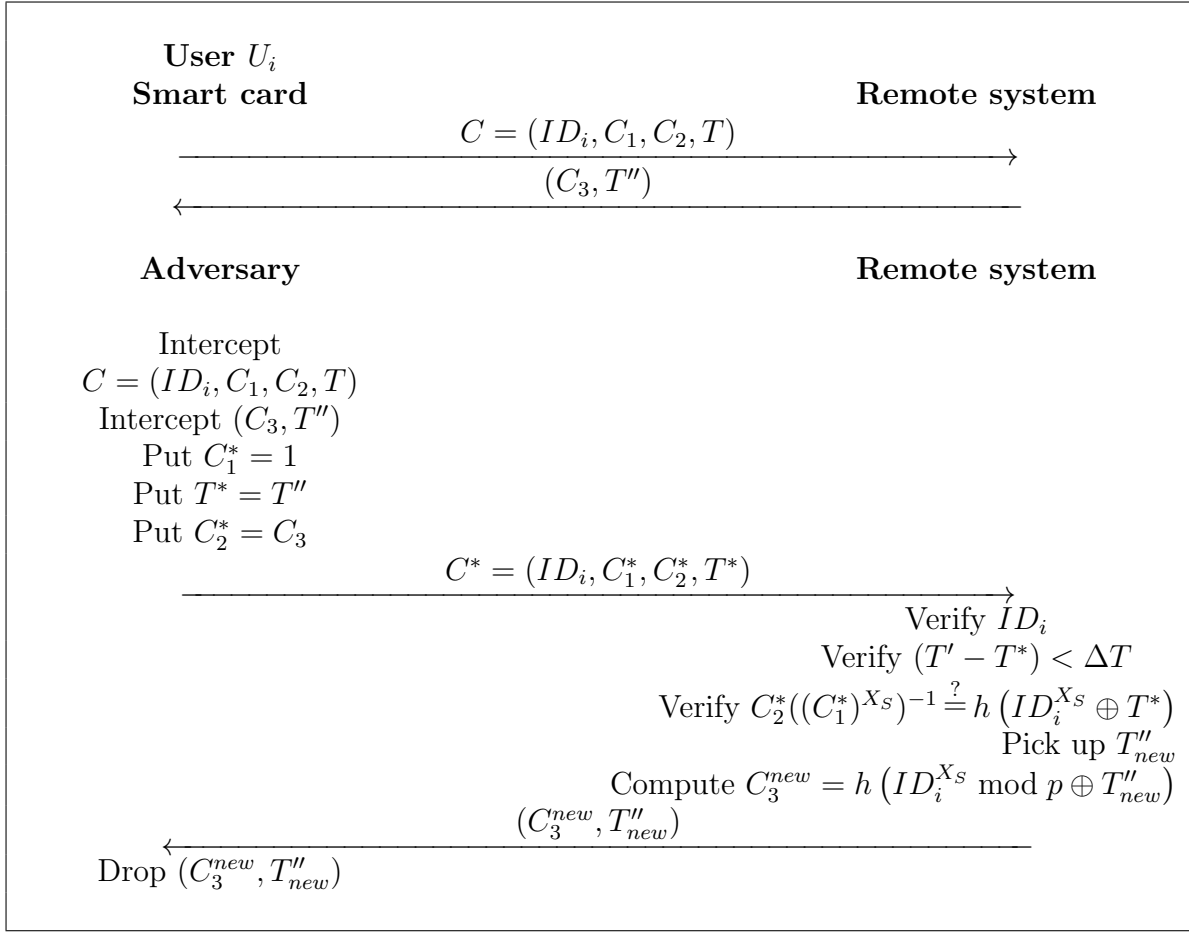 User $U_i$
Smart card Remote system
$C = (ID_i, C_1, C_2, T)$
$(C_3, T'')$
Adversary Remote system
Intercept
$C = (ID_i, C_1, C_2, T)$
Intercept $(C_3, T'')$
Put $C_1^* = 1$
Put $T^* = T''$
Put $C_2^* = C_3$
$C^* = (ID_i, C_1^*, C_2^*, T^*)$
Verify $ID_i$
Verify $(T' - T^*) < \Delta T$
Verify $C_2^*((C_1^*)^{X_S})^{-1} \stackrel{?}{=} h\left(ID_i^{X_S} \oplus T^*\right)$
Pick up $T''_{new}$
Compute $C_3^{new} = h\left(ID_i^{X_S} \bmod p \oplus T''_{new}\right)$
$(C_3^{new}, T''_{new})$
Drop $(C_3^{new}, T''_{new})$